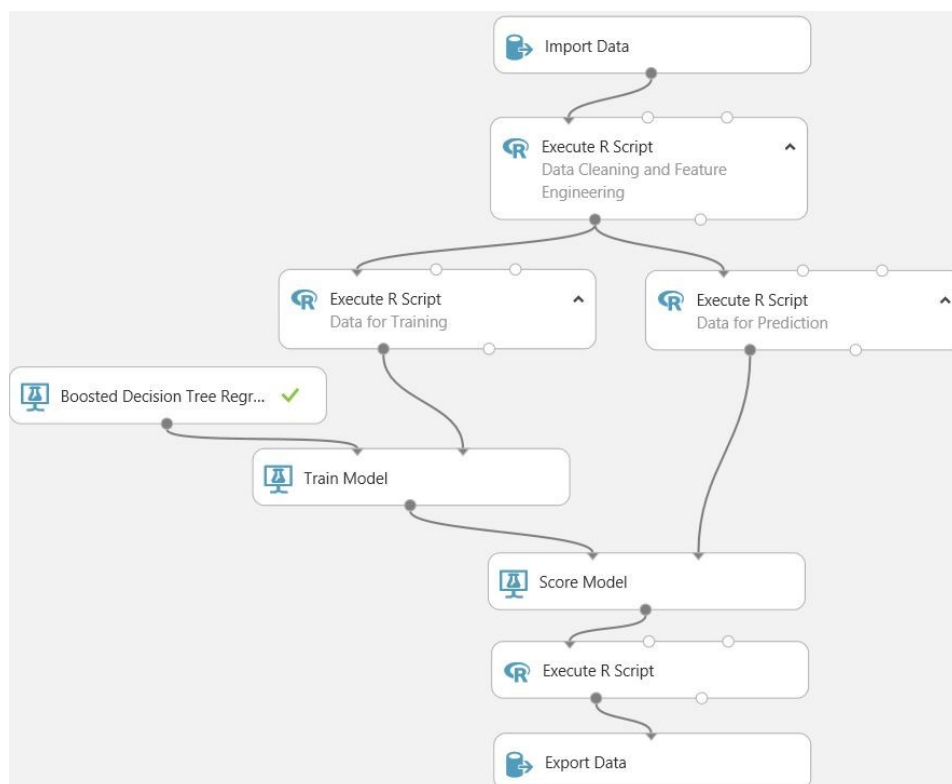 Import Data
Execute R Script
Data Cleaning and Feature
Engineering
Execute R Script
Data for Training
Execute R Script
Data for Prediction
Boosted Decision Tree Regr...
Train Model
Score Model
Execute R Script
Export Data